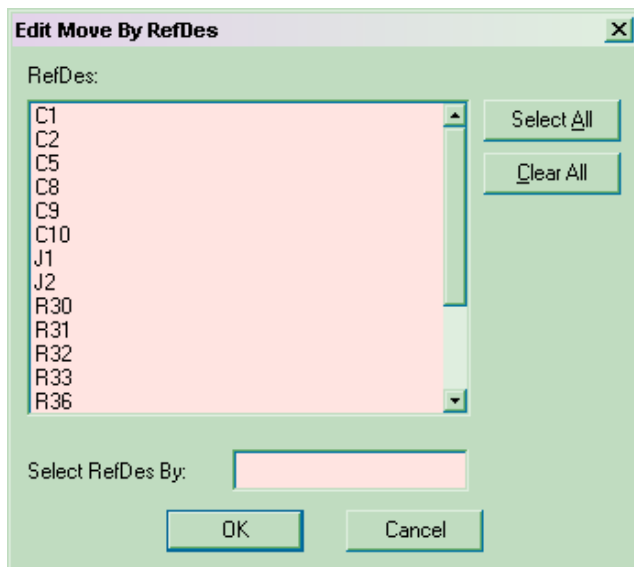 Edit Move By RefDes
RefDes:
C1
C2
C5
C8
C9
C10
J1
J2
R30
R31
R32
R33
R36
Select All
Clear All
Select RefDes By:
OK
Cancel